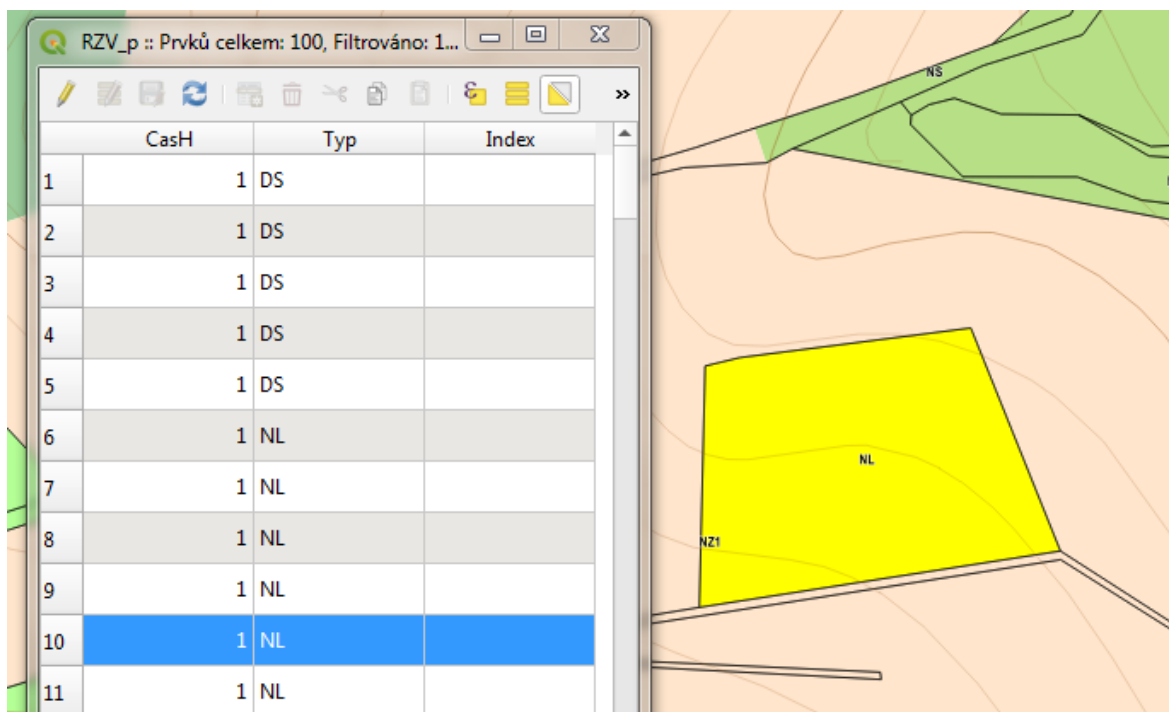 RZV_p :: Prvků celkem: 100, Filtrováno: 1...
»
CasH Typ Index
1 1 DS
2 1 DS
3 1 DS
4 1 DS
5 1 DS
6 1 NL
7 1 NL
8 1 NL
9 1 NL
10 1 NL
11 1 NL
NS
NL
NZ1